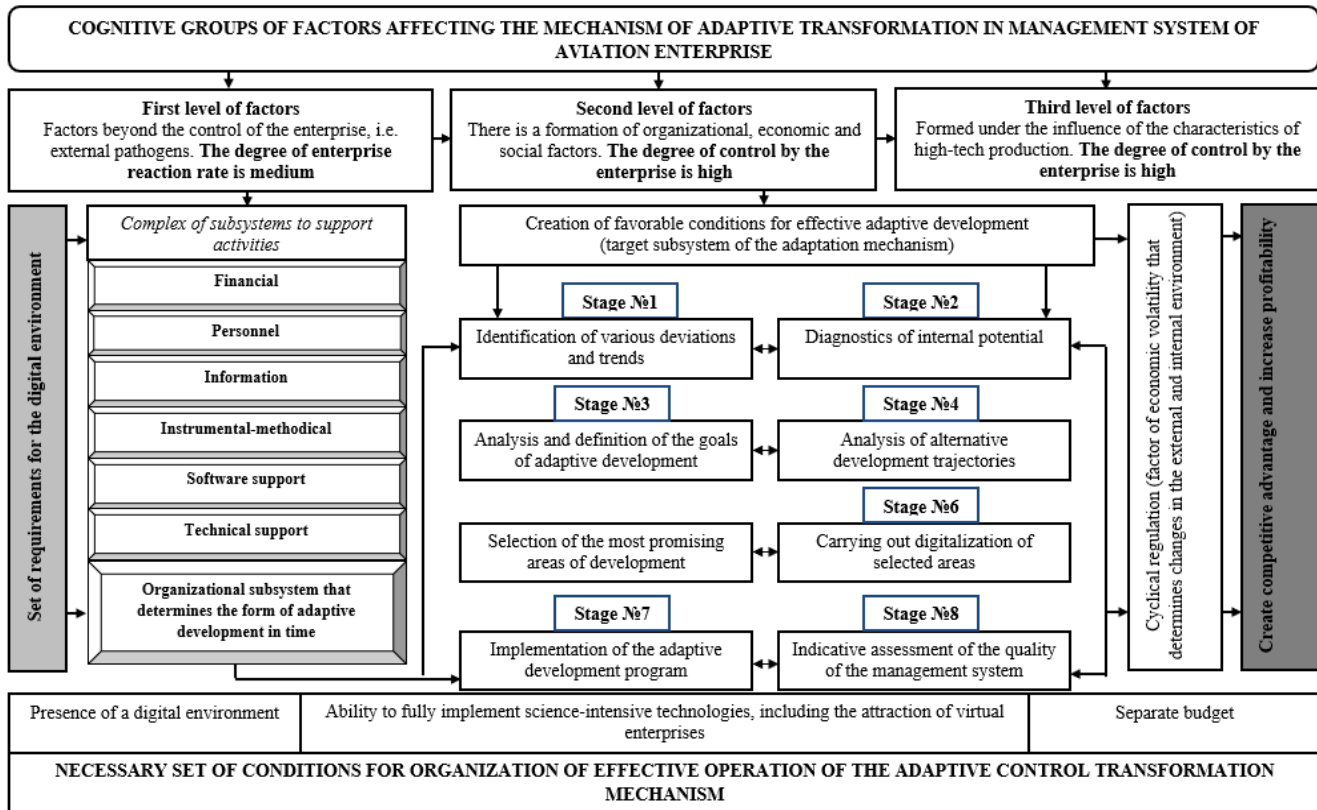 COGNITIVE GROUPS OF FACTORS AFFECTING THE MECHANISM OF ADAPTIVE TRANSFORMATION IN MANAGEMENT SYSTEM OF
AVIATION ENTERPRISE
First level of factors
Factors beyond the control of the enterprise, i.e.
external pathogens. The degree of enterprise
reaction rate is medium
Second level of factors
There is a formation of organizational, economic and
social factors. The degree of control by the
enterprise is high
Third level of factors
Formed under the influence of the characteristics of
high-tech production. The degree of control by the
enterprise is high
Set of requirements for the digital environment
Complex of subsystems to support
activities
Financial
Personnel
Information
Instrumental-methodical
Software support
Technical support
Organizational subsystem that
determines the form of adaptive
development in time
Creation of favorable conditions for effective adaptive development
(target subsystem of the adaptation mechanism)
Stage №1
Identification of various deviations
and trends
Stage №2
Diagnostics of internal potential
Stage №3
Analysis and definition of the goals
of adaptive development
Stage №4
Analysis of alternative
development trajectories
Selection of the most promising
areas of development
Stage №6
Carrying out digitalization of
selected areas
Stage №7
Implementation of the adaptive
development program
Stage №8
Indicative assessment of the quality
of the management system
Cyclical regulation (factor of economic volatility that
determines changes in the external and internal environment)
Create competitive advantage and increase profitability
Presence of a digital environment
Ability to fully implement science-intensive technologies, including the attraction of virtual
enterprises
Separate budget
NECESSARY SET OF CONDITIONS FOR ORGANIZATION OF EFFECTIVE OPERATION OF THE ADAPTIVE CONTROL TRANSFORMATION
MECHANISM